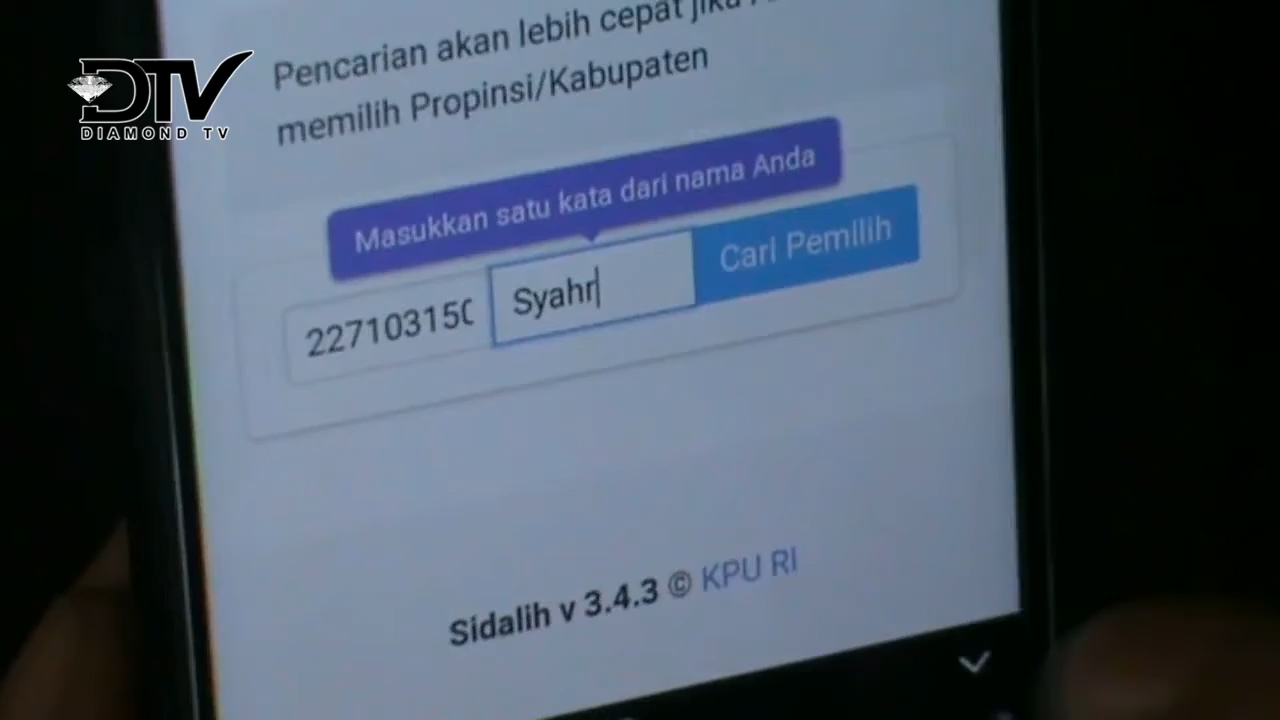 DTV
DIAMOND TV
Pencarian akan lebih cepat jika
memilih Propinsi/Kabupaten
Masukkan satu kata dari nama Anda
22710315 Syahr Cari Pemilih
Sidalih v 3.4.3 © KPU RI